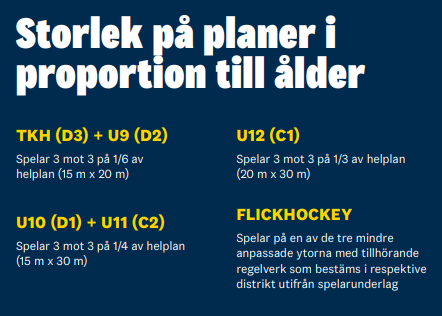 Storlek på planer i
proportion till ålder
TKH (D3) + U9 (D2)
Spelar 3 mot 3 på 1/6 av
helplan (15 m x 20 m)
U10 (D1) + U11 (C2)
Spelar 3 mot 3 på 1/4 av helplan
(15 m x 30 m)
U12 (C1)
Spelar 3 mot 3 på 1/3 av helplan
(20 m x 30 m)
FLICKHOCKEY
Spelar på en av de tre mindre
anpassade ytorna med tillhörande
regelverk som bestäms i respektive
distrikt utifrån spelarunderlag